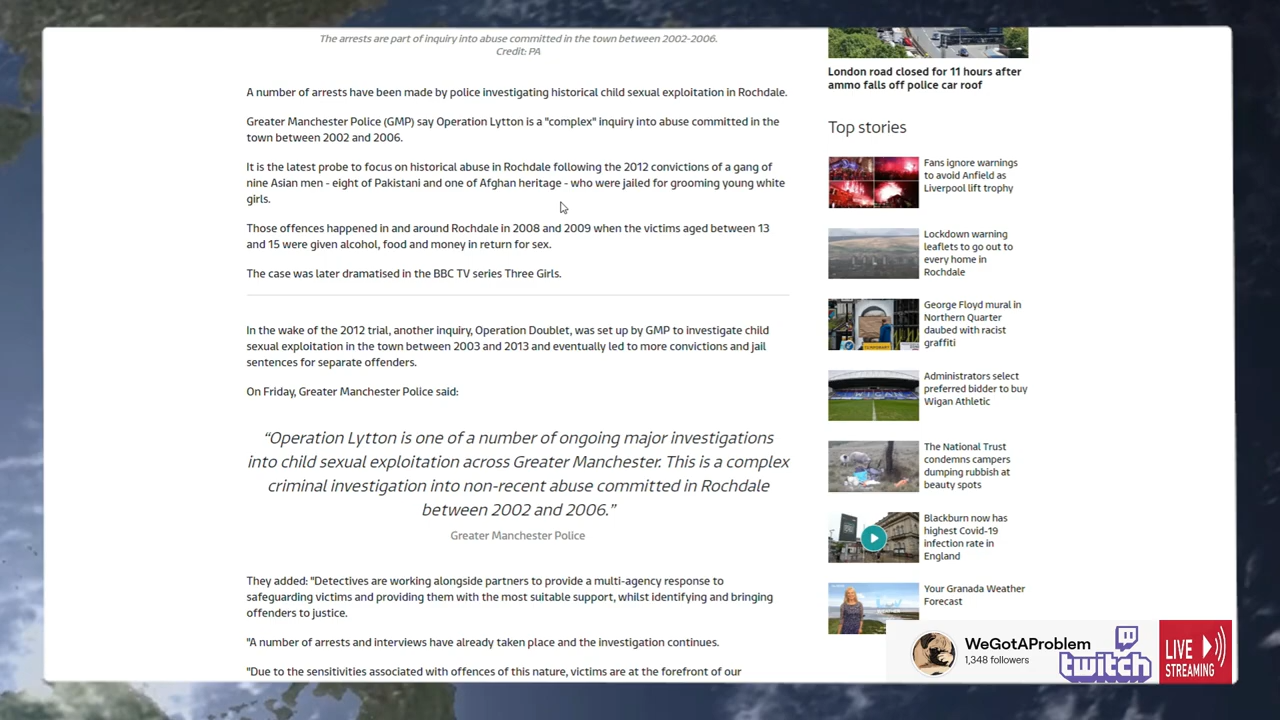 The arrests are part of inquiry into abuse committed in the town between 2002-2006.
Credit: PA
A number of arrests have been made by police investigating historical child sexual exploitation in Rochdale.
Greater Manchester Police (GMP) say Operation Lytton is a "complex" inquiry into abuse committed in the
town between 2002 and 2006.
It is the latest probe to focus on historical abuse in Rochdale following the 2012 convictions of a gang of
nine Asian men - eight of Pakistani and one of Afghan heritage - who were jailed for grooming young white
girls.
Those offences happened in and around Rochdale in 2008 and 2009 when the victims aged between 13
and 15 were given alcohol, food and money in return for sex.
The case was later dramatised in the BBC TV series Three Girls.
In the wake of the 2012 trial, another inquiry, Operation Doublet, was set up by GMP to investigate child
sexual exploitation in the town between 2003 and 2013 and eventually led to more convictions and jail
sentences for separate offenders.
On Friday, Greater Manchester Police said:
“Operation Lytton is one of a number of ongoing major investigations
into child sexual exploitation across Greater Manchester. This is a complex
criminal investigation into non-recent abuse committed in Rochdale
between 2002 and 2006.”
Greater Manchester Police
They added: "Detectives are working alongside partners to provide a multi-agency response to
safeguarding victims and providing them with the most suitable support, whilst identifying and bringing
offenders to justice.
"A number of arrests and interviews have already taken place and the investigation continues.
"Due to the sensitivities associated with offences of this nature, victims are at the forefront of our
London road closed for 11 hours after
ammo falls off police car roof
Top stories
Fans ignore warnings
to avoid Anfield as
Liverpool lift trophy
Lockdown warning
leaflets to go out to
every home in
Rochdale
George Floyd mural in
Northern Quarter
daubed with racist
graffiti
Administrators select
preferred bidder to buy
Wigan Athletic
The National Trust
condemns campers
dumping rubbish at
beauty spots
Blackburn now has
highest Covid-19
infection rate in
England
Your Granada Weather
Forecast
WeGotAProblem
1,348 followers
twitch
LIVE
STREAMING